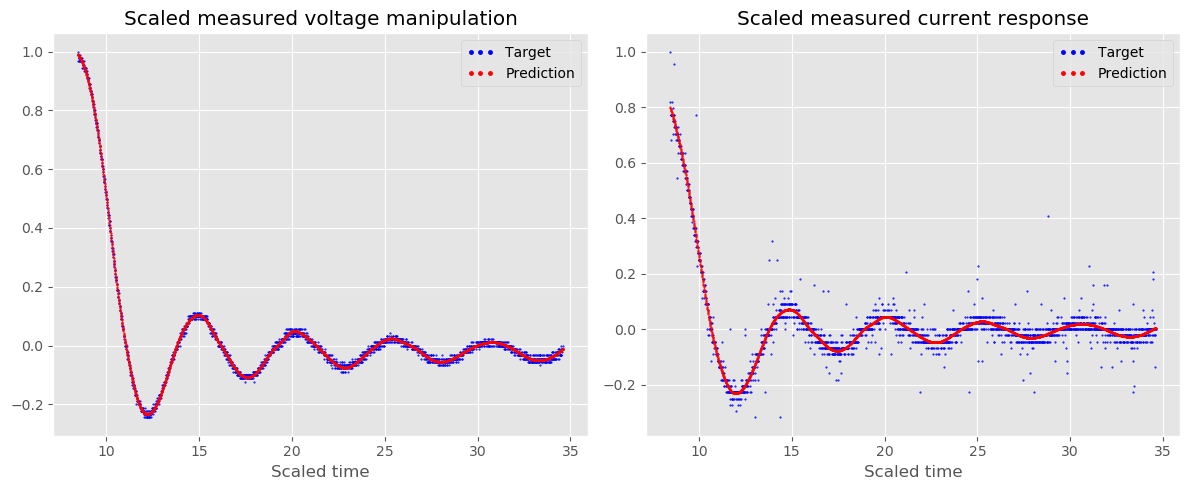 Scaled measured voltage manipulation
1.0
0.8
0.6
0.4
0.2
0.0
−0.2
10 15 20 25 30 35
Scaled time
Target
Prediction
Scaled measured current response
1.0
0.8
0.6
0.4
0.2
0.0
−0.2
10 15 20 25 30 35
Scaled time
Target
Prediction